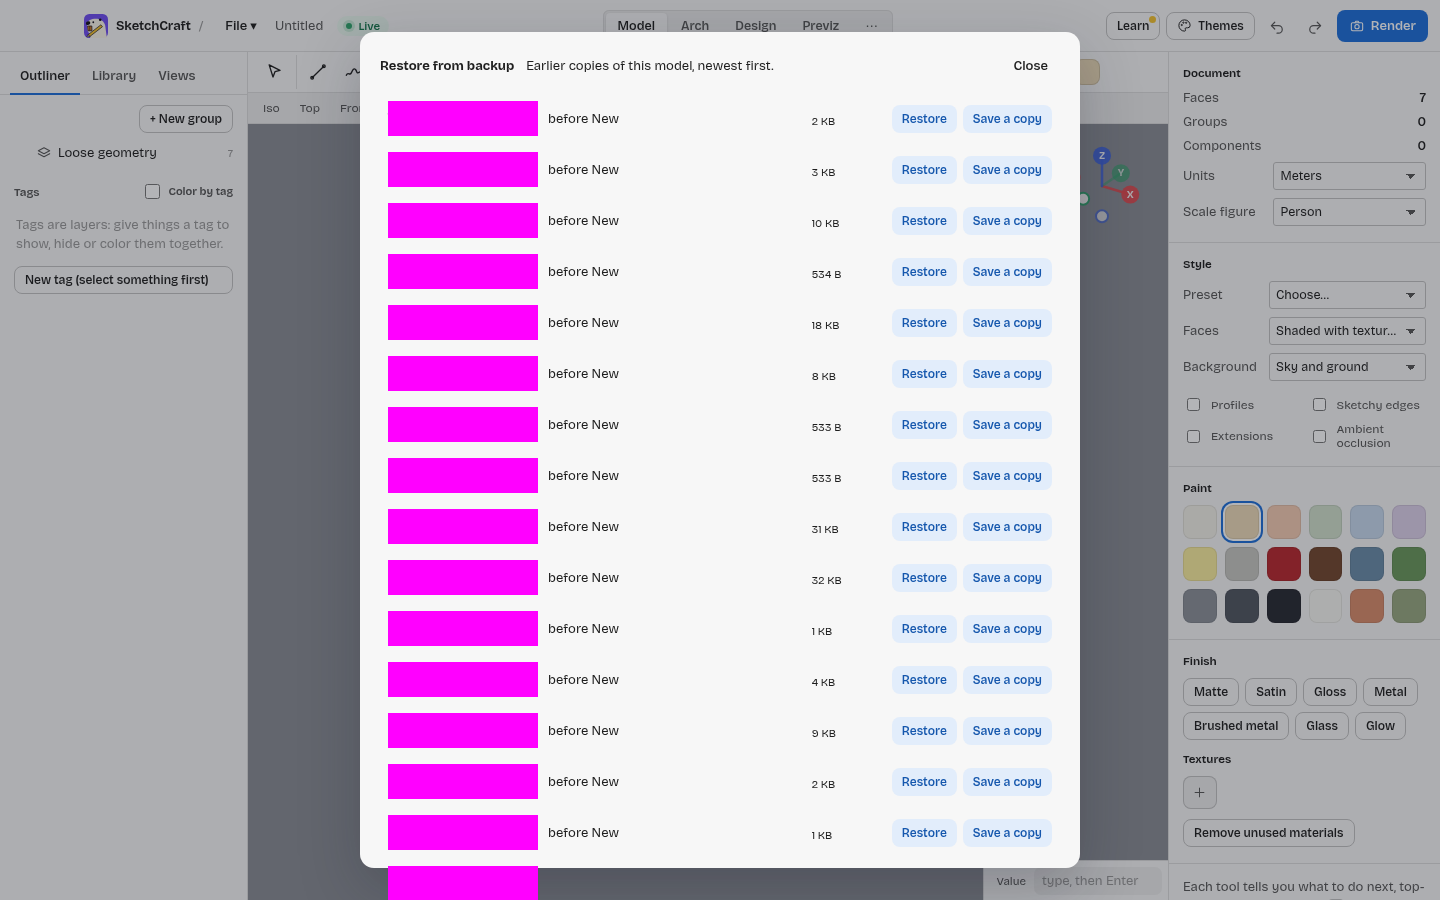 SketchCraft / File ▾ Untitled Live Model Arch Design Previz ··· Learn Themes Render
Outliner Library Views
+ New group
Loose geometry 7
Tags Color by tag
Tags are layers: give things a tag to
show, hide or color them together.
New tag (select something first)
Iso Top
Restore from backup Earlier copies of this model, newest first. Close
before New 2 KB Restore Save a copy
before New 3 KB Restore Save a copy
before New 10 KB Restore Save a copy
before New 534 B Restore Save a copy
before New 18 KB Restore Save a copy
before New 8 KB Restore Save a copy
before New 533 B Restore Save a copy
before New 533 B Restore Save a copy
before New 31 KB Restore Save a copy
before New 32 KB Restore Save a copy
before New 1 KB Restore Save a copy
before New 4 KB Restore Save a copy
before New 9 KB Restore Save a copy
before New 2 KB Restore Save a copy
before New 1 KB Restore Save a copy
Z
Y
X
Value type, then Enter
Document
Faces 7
Groups 0
Components 0
Units Meters
Scale figure Person
Style
Preset Choose...
Faces Shaded with textur...
Background Sky and ground
Profiles Sketchy edges
Extensions Ambient
occlusion
Paint
Finish
Matte Satin Gloss Metal
Brushed metal Glass Glow
Textures
+
Remove unused materials
Each tool tells you what to do next, top-